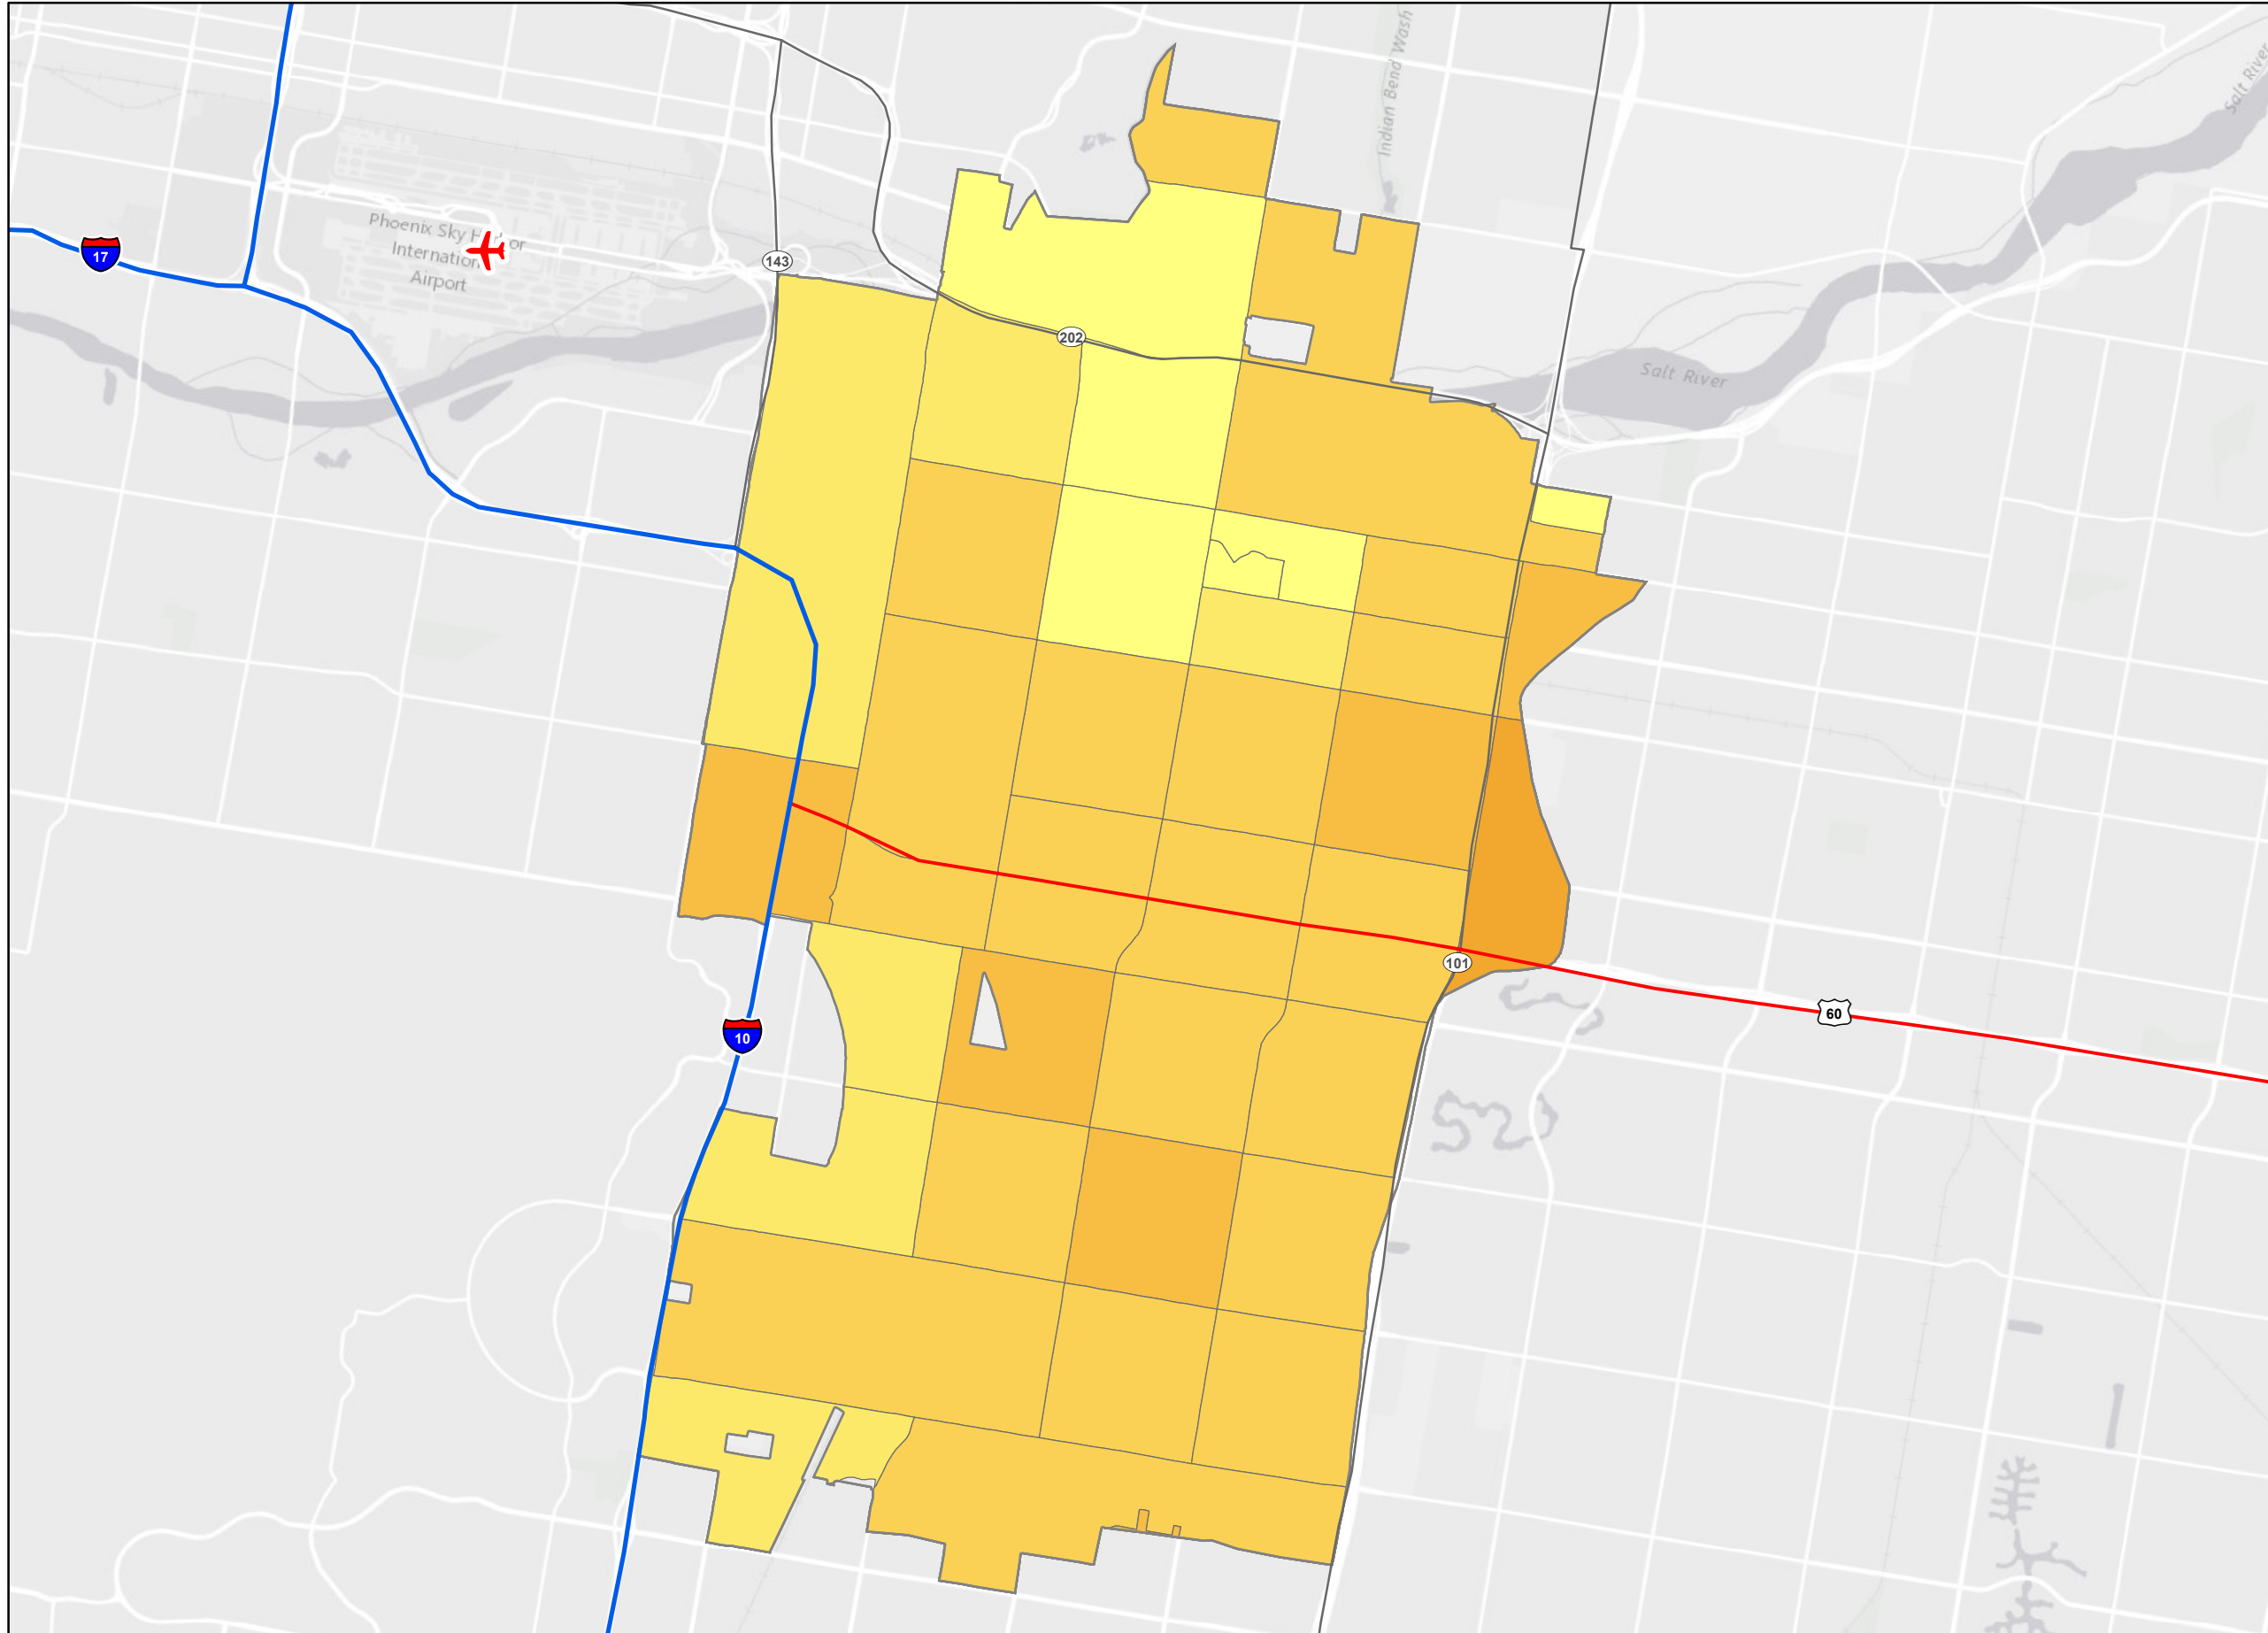 Indian Bend Wash
Salt River
Phoenix Sky Harbor
International
Airport
17
143
202
Salt River
101
60
10